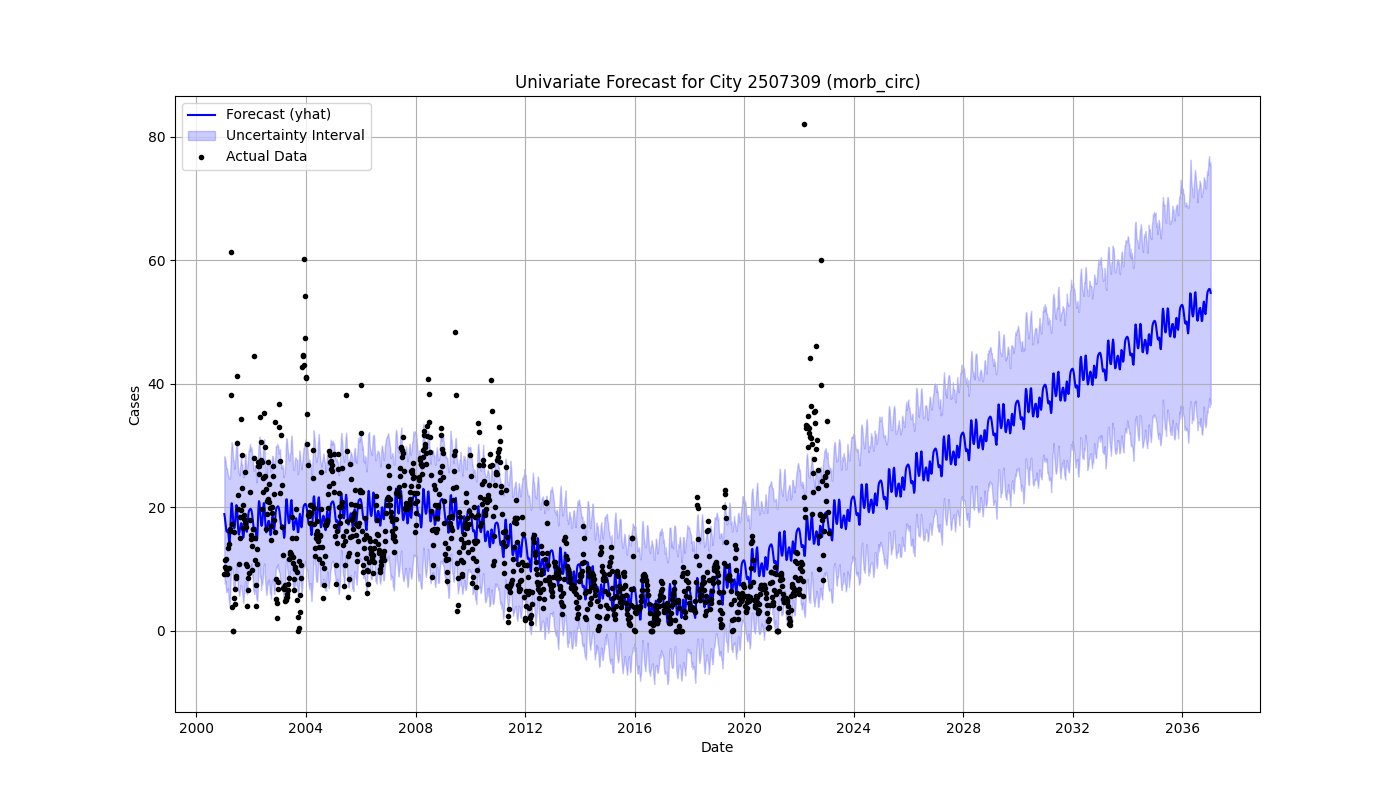 Univariate Forecast for City 2507309 (morb_circ)
Forecast (yhat)
Uncertainty Interval
Actual Data
80
60
40
20
0
Cases
2000 2004 2008 2012 2016 2020 2024 2028 2032 2036
Date